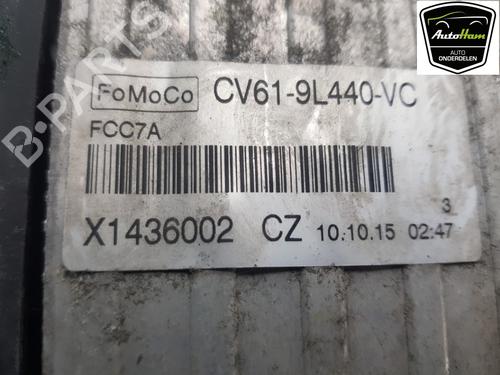 AutoHam
AUTO
ONDERDELEN
B-PARTS
FoMoCo CV61-9L440-VC
FCC7A
3
X1436002 CZ 10.10.15 02:47